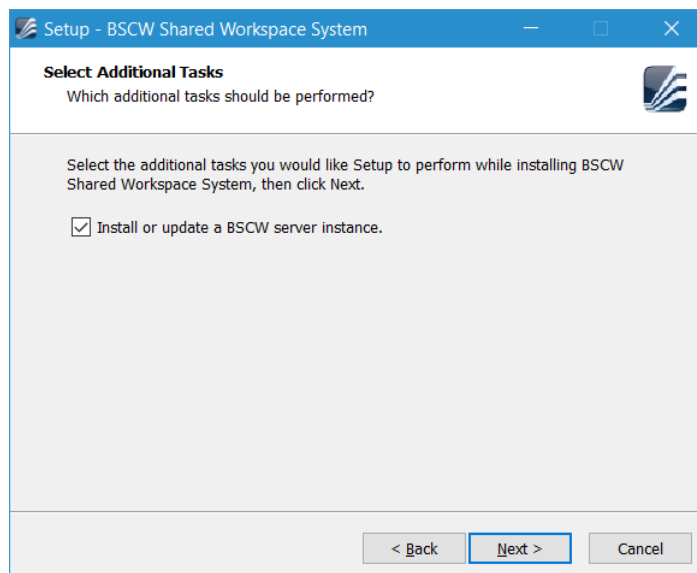 Setup - BSCW Shared Workspace System
Select Additional Tasks
Which additional tasks should be performed?
Select the additional tasks you would like Setup to perform while installing BSCW
Shared Workspace System, then click Next.
Install or update a BSCW server instance.
< Back
Next >
Cancel